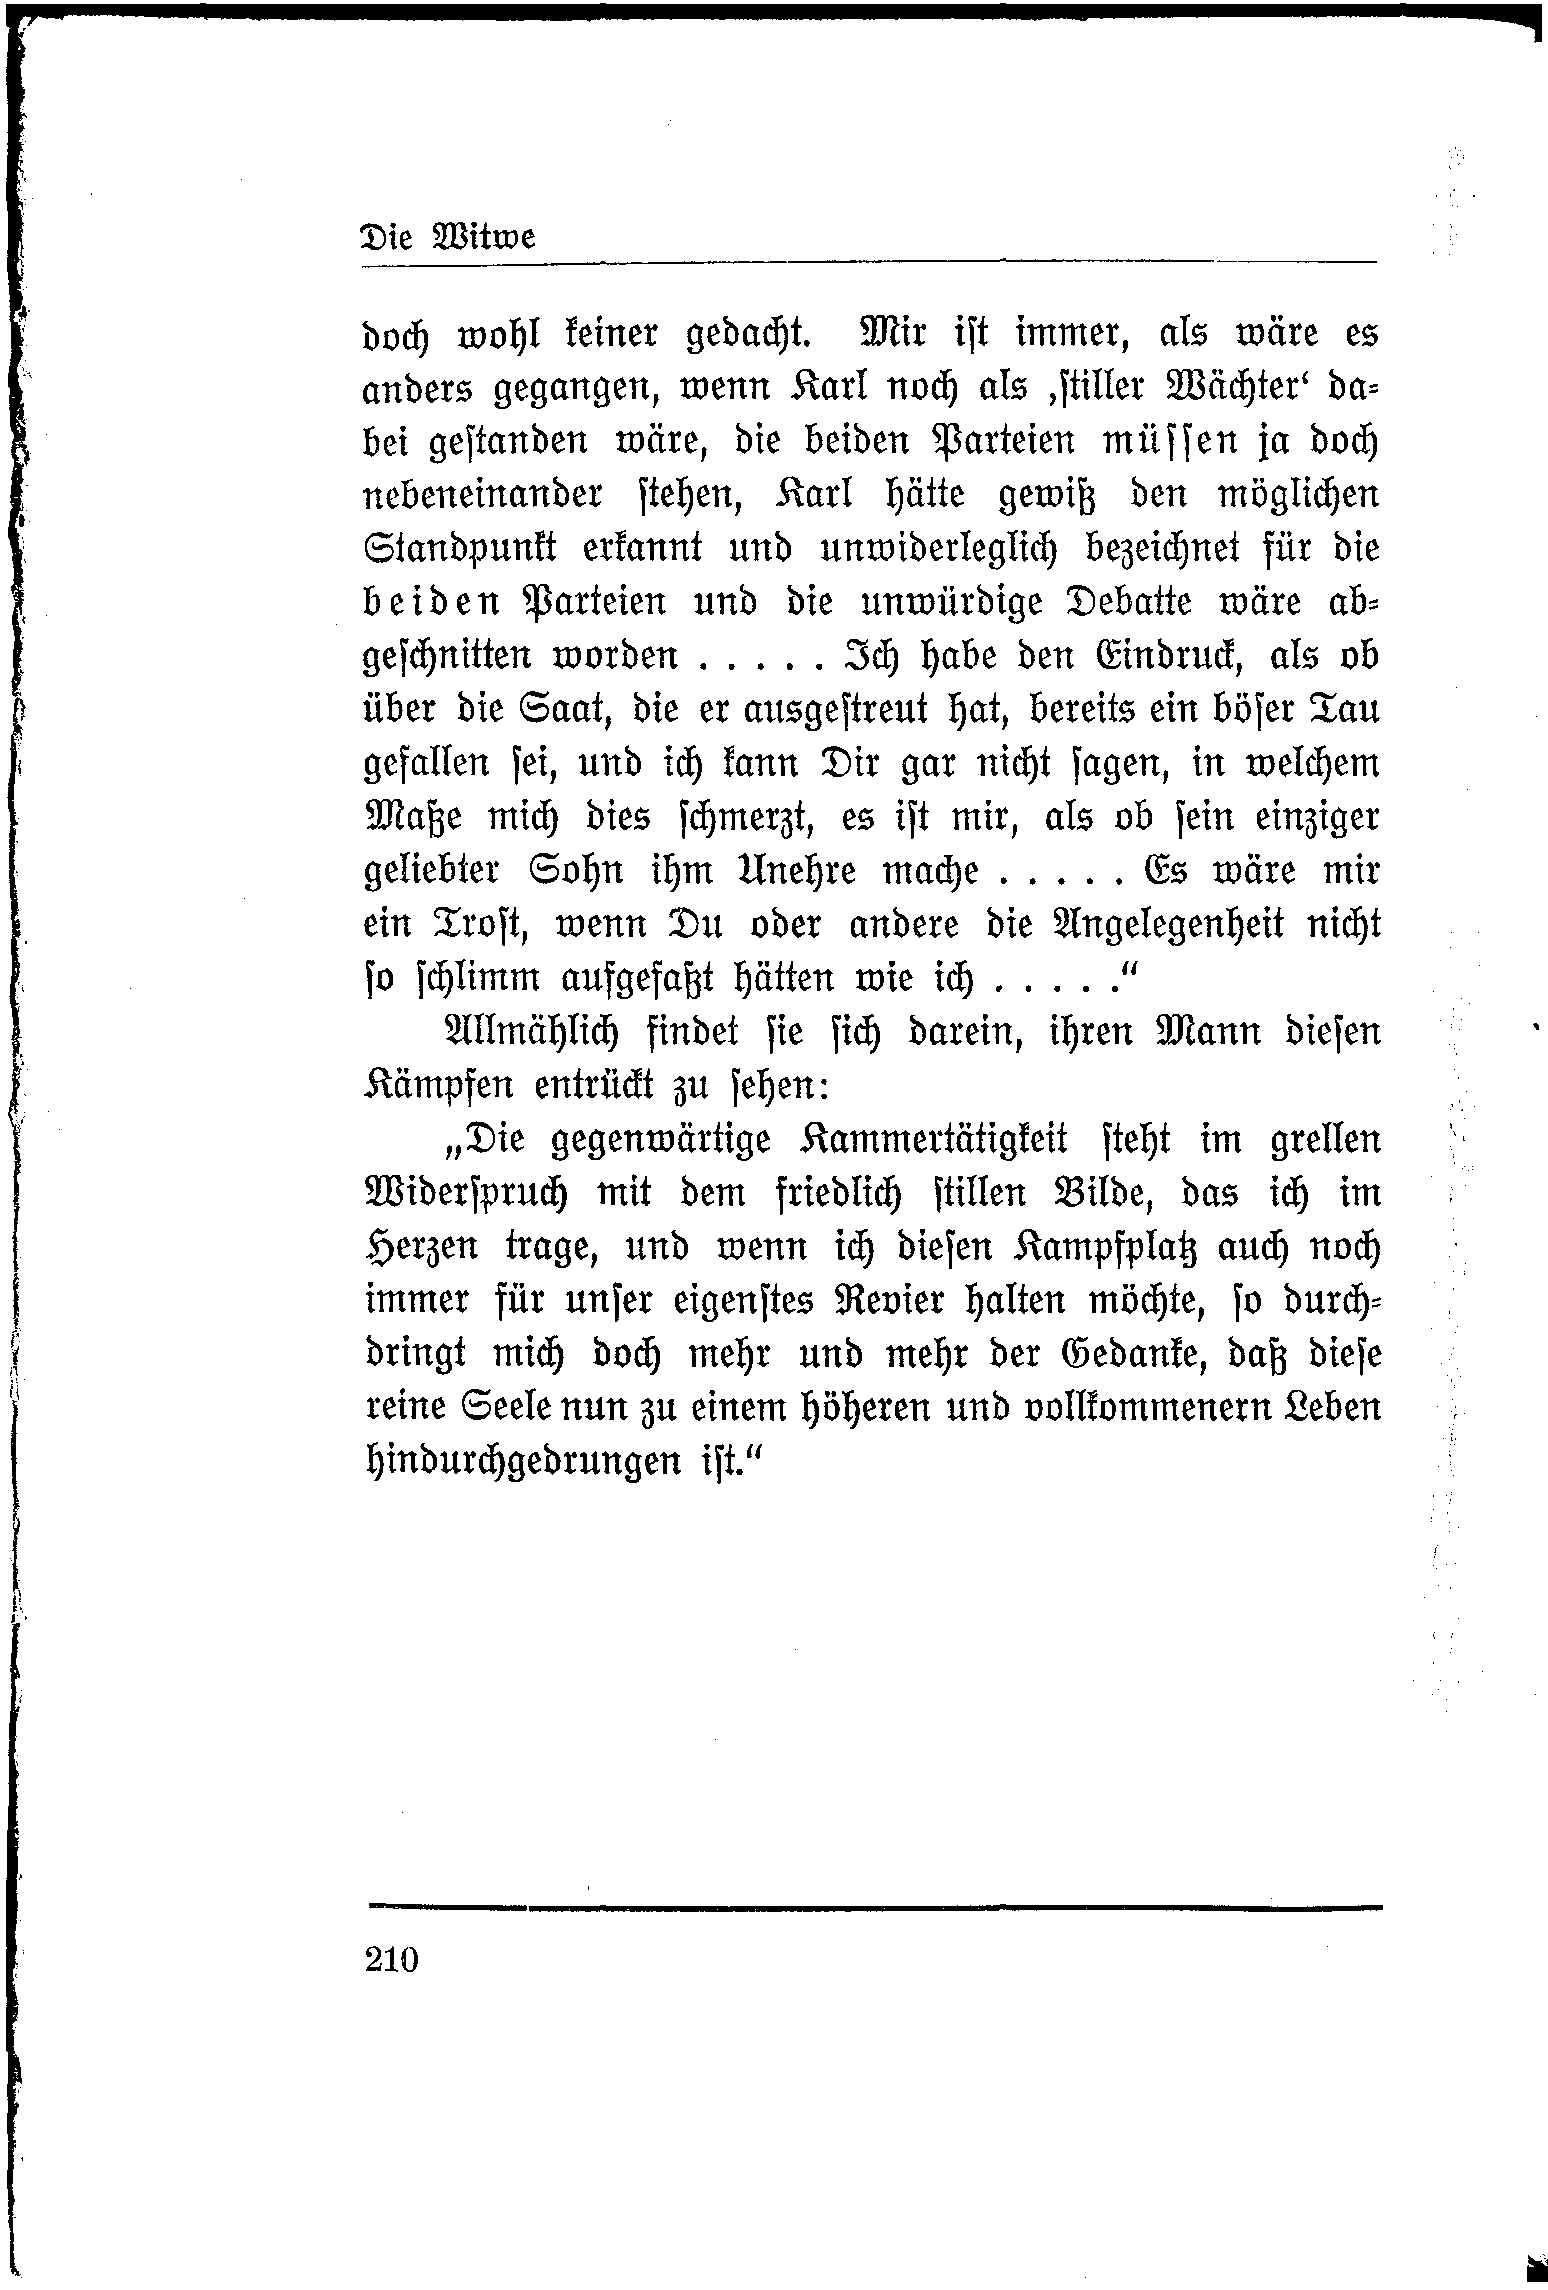 Die Witwe
doch wohl keiner gedacht. Mir ist immer, als wäre es
anders gegangen, wenn Karl noch als ‚stiller Wächter‘ da-
bei gestanden wäre, die beiden Parteien müssen ja doch
nebeneinander stehen, Karl hätte gewiß den möglichen
Standpunkt erkannt und unwiderleglich bezeichnet für die
beiden Parteien und die unwürdige Debatte wäre ab-
geschnitten worden . . . . . Ich habe den Eindruck, als ob
über die Saat, die er ausgestreut hat, bereits ein böser Tau
gefallen sei, und ich kann Dir gar nicht sagen, in welchem
Maße mich dies schmerzt, es ist mir, als ob sein einziger
geliebter Sohn ihm Unehre mache . . . . . Es wäre mir
ein Trost, wenn Du oder andere die Angelegenheit nicht
so schlimm aufgefaßt hätten wie ich . . . . .“
Allmählich findet sie sich darein, ihren Mann diesen
Kämpfen entrückt zu sehen:
„Die gegenwärtige Kammertätigkeit steht im grellen
Widerspruch mit dem friedlich stillen Bilde, das ich im
Herzen trage, und wenn ich diesen Kampfplatz auch noch
immer für unser eigenstes Revier halten möchte, so durch-
dringt mich doch mehr und mehr der Gedanke, daß diese
reine Seele nun zu einem höheren und vollkommenern Leben
hindurchgedrungen ist.“
210